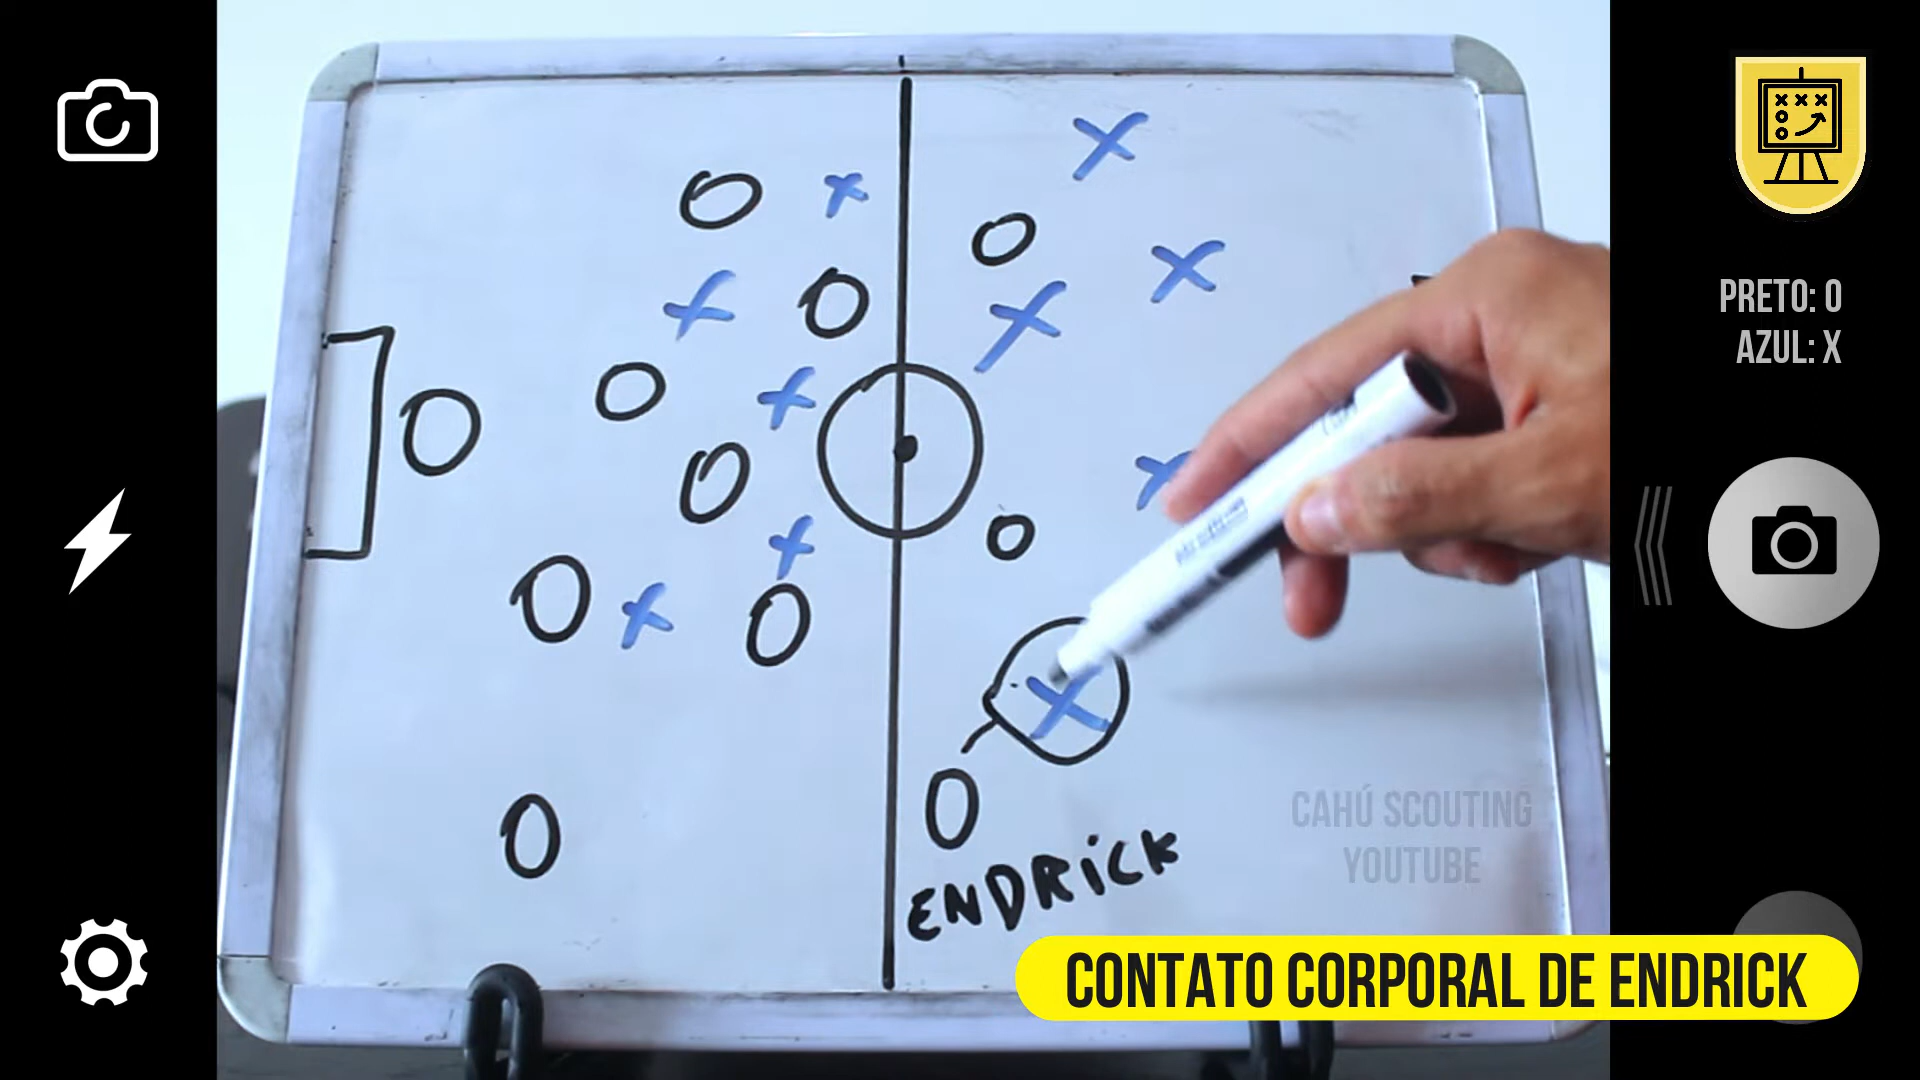 PRETO: O
AZUL: X
ENDRICK
CAHÚ SCOUTING
YOUTUBE
CONTATO CORPORAL DE ENDRICK